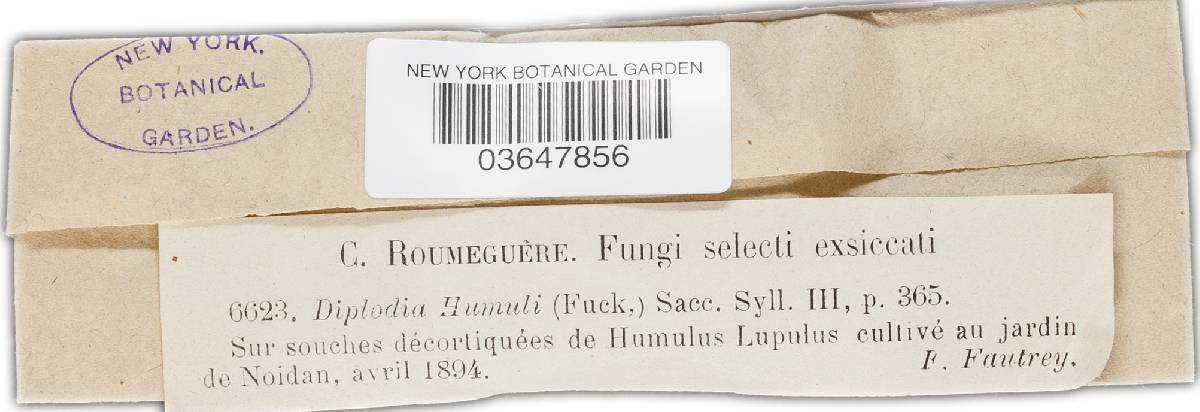 NEW YORK.
BOTANICAL
GARDEN.
NEW YORK BOTANICAL GARDEN
03647856
C. ROUMEGUÈRE. Fungi selecti exsiccati
6623. Diplodia Humuli (Fuck,) Sacc. Syll. III, p. 365.
Sur souches décortiquées de Humulus Lupulus cultivé au jardin
de Noidan, avril 1894.
F. Fautrey.